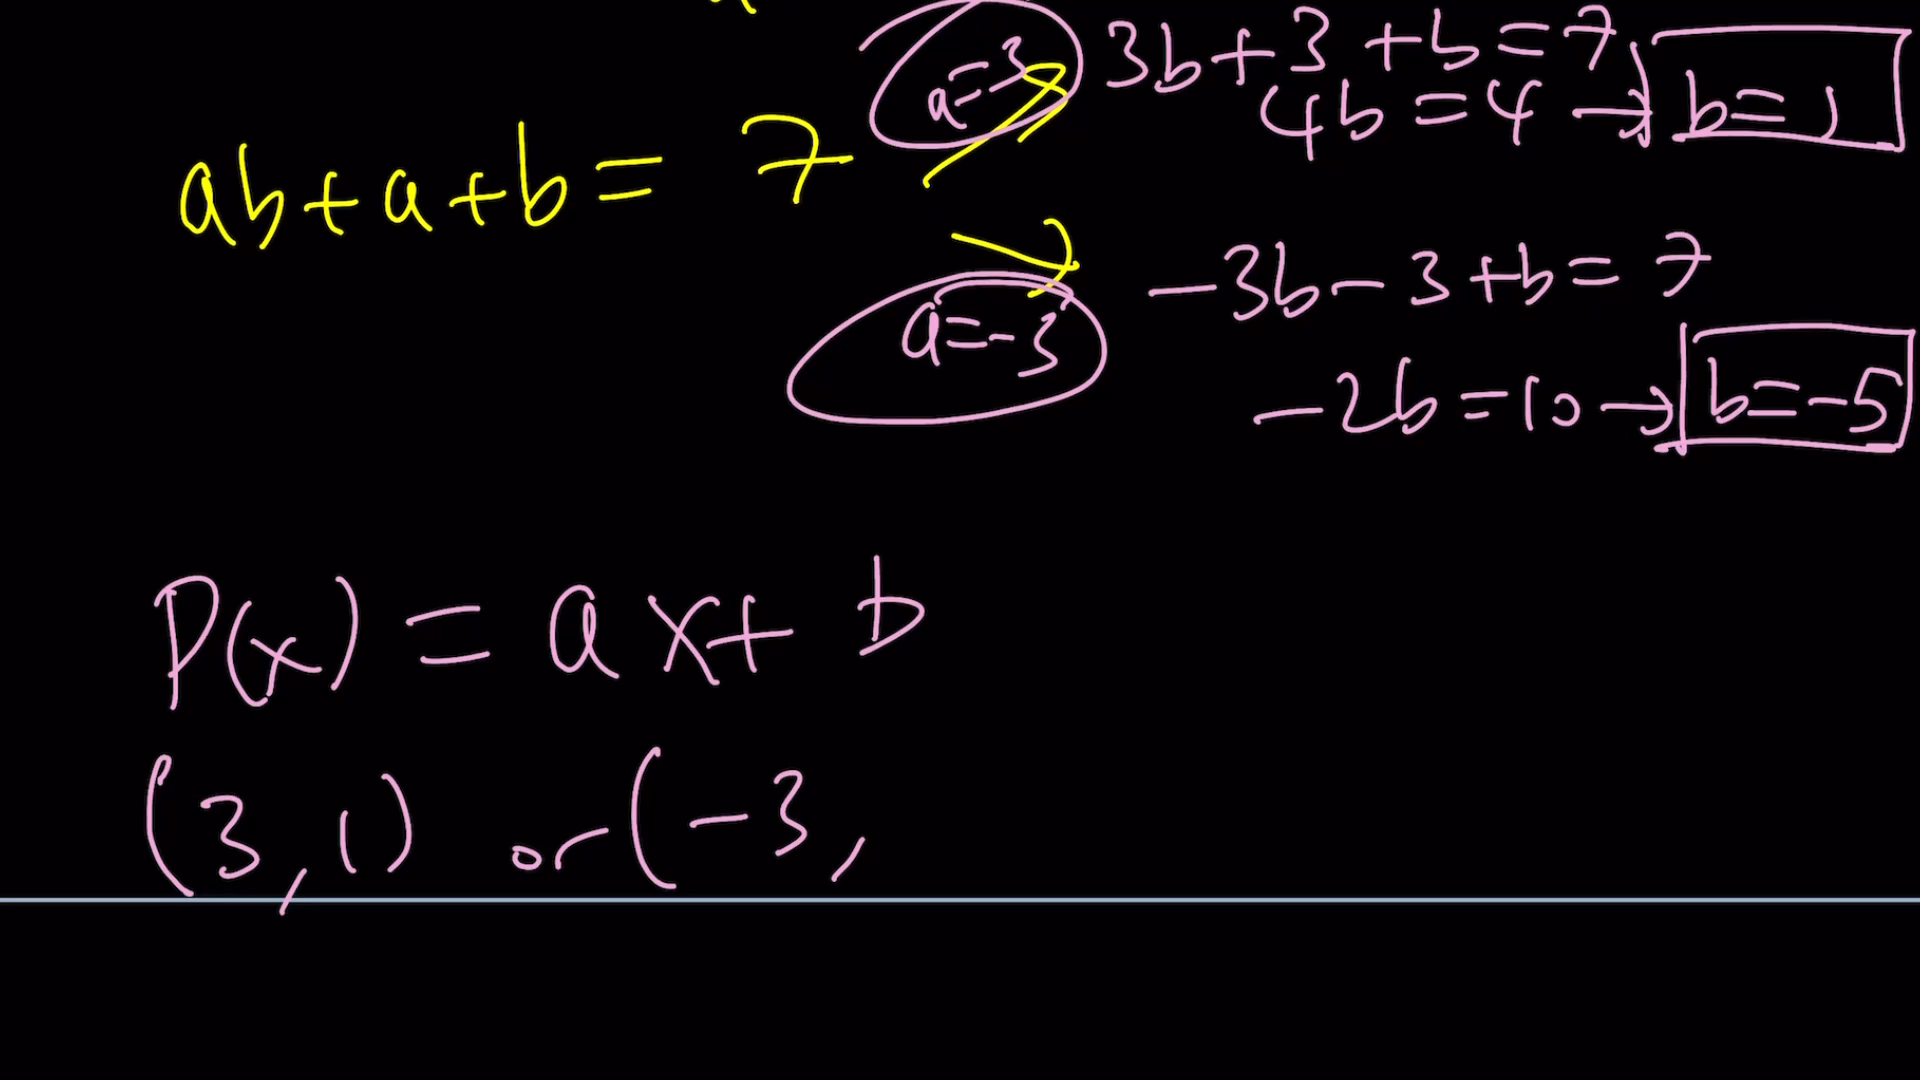 a=3 3b+3+b=7
4b=4→ b=1
ab+a+b=7
-3b-3+b=7
a=-3
-2b=10→ b=-5
P(x)=ax+b
(3,1) or (-3,